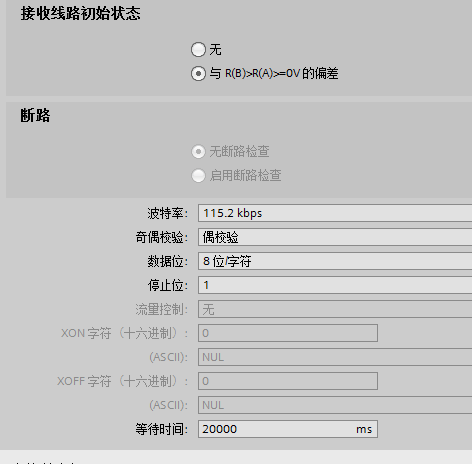 接收线路初始状态
无
与 R(B)>R(A)>=0V 的偏差
断路
无断路检查
启用断路检查
波特率: 115.2 kbps
奇偶校验: 偶校验
数据位: 8 位/字符
停止位: 1
流量控制: 无
XON 字符（十六进制）: 0
(ASCII): NUL
XOFF 字符（十六进制）: 0
(ASCII): NUL
等待时间: 20000 ms